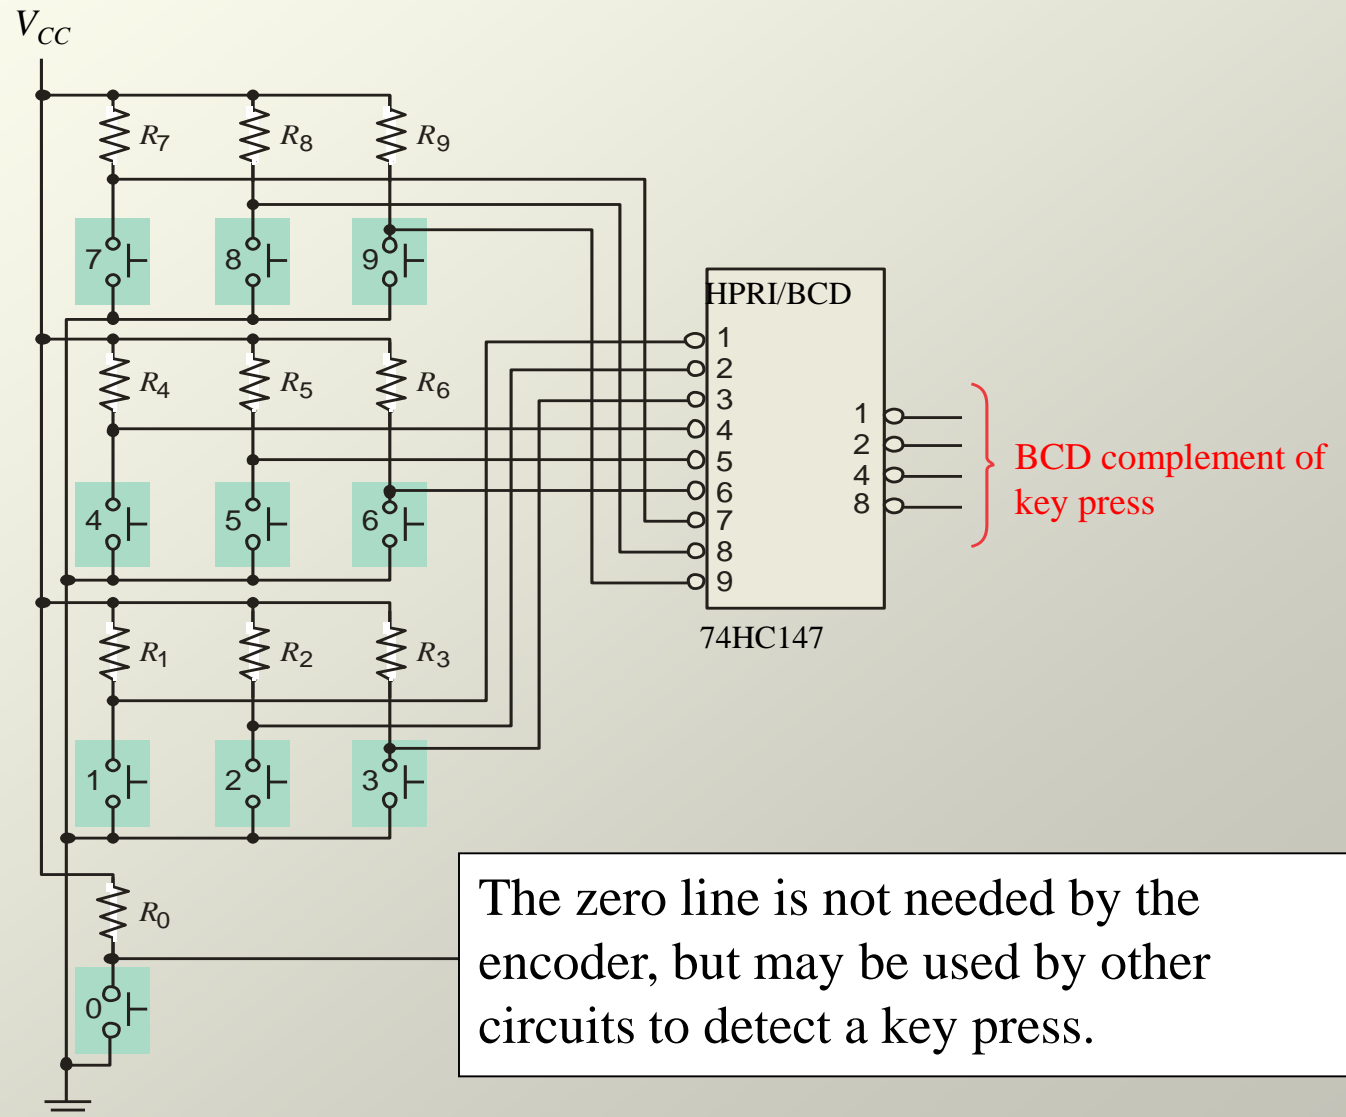 V_CC
R7 R8 R9
7 8 9
HPRI/BCD
1
2
3
4
5
6
7
8
9
1
2
4
8
BCD complement of
key press
74HC147
R4 R5 R6
4 5 6
R1 R2 R3
1 2 3
R0
0
The zero line is not needed by the
encoder, but may be used by other
circuits to detect a key press.